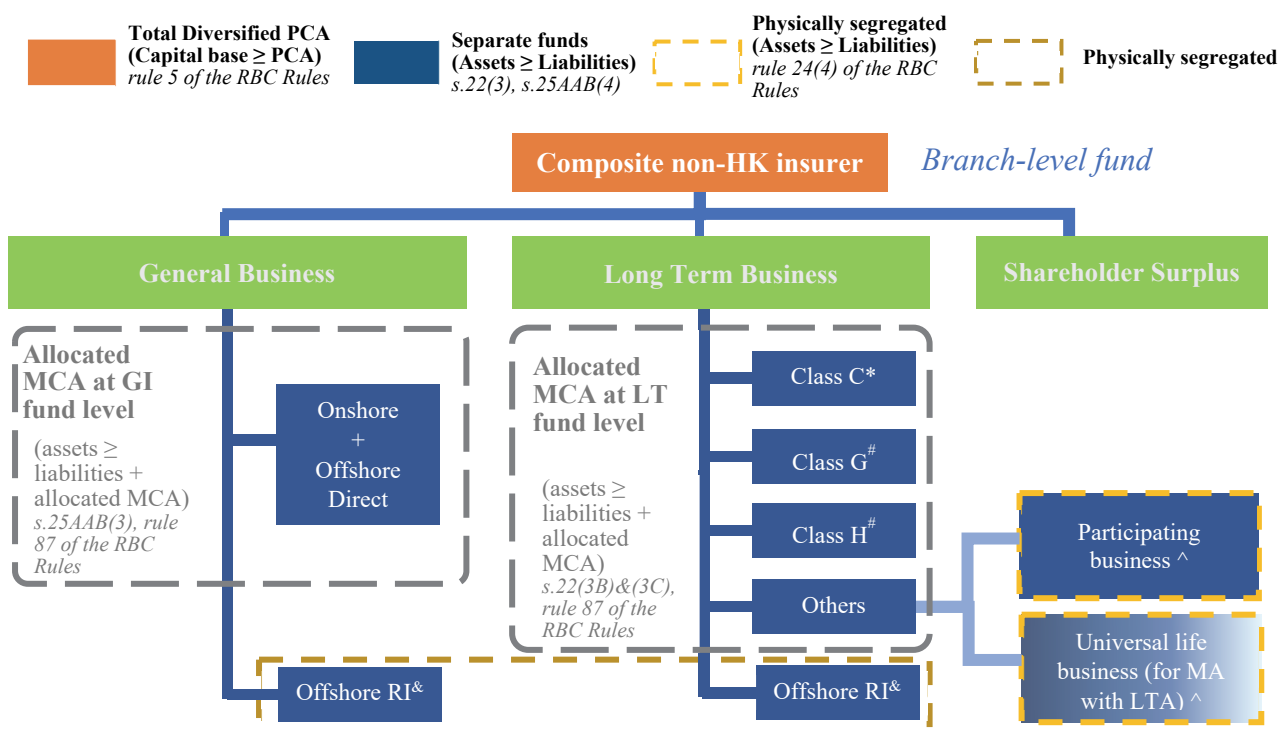 Total Diversified PCA
(Capital base ≥ PCA)
rule 5 of the RBC Rules
Separate funds
(Assets ≥ Liabilities)
s.22(3), s.25AAB(4)
Physically segregated
(Assets ≥ Liabilities)
rule 24(4) of the RBC
Rules
Physically segregated
Composite non-HK insurer
Branch-level fund
General Business
Long Term Business
Shareholder Surplus
Allocated
MCA at GI
fund level
(assets ≥
liabilities +
allocated MCA)
s.25AAB(3), rule
87 of the RBC
Rules
Onshore
+
Offshore
Direct
Offshore RI&
Allocated
MCA at LT
fund level
(assets ≥
liabilities +
allocated
MCA)
s.22(3B)&(3C),
rule 87 of the
RBC Rules
Class C*
Class G#
Class H#
Others
Offshore RI&
Participating
business ^
Universal life
business (for MA
with LTA) ^